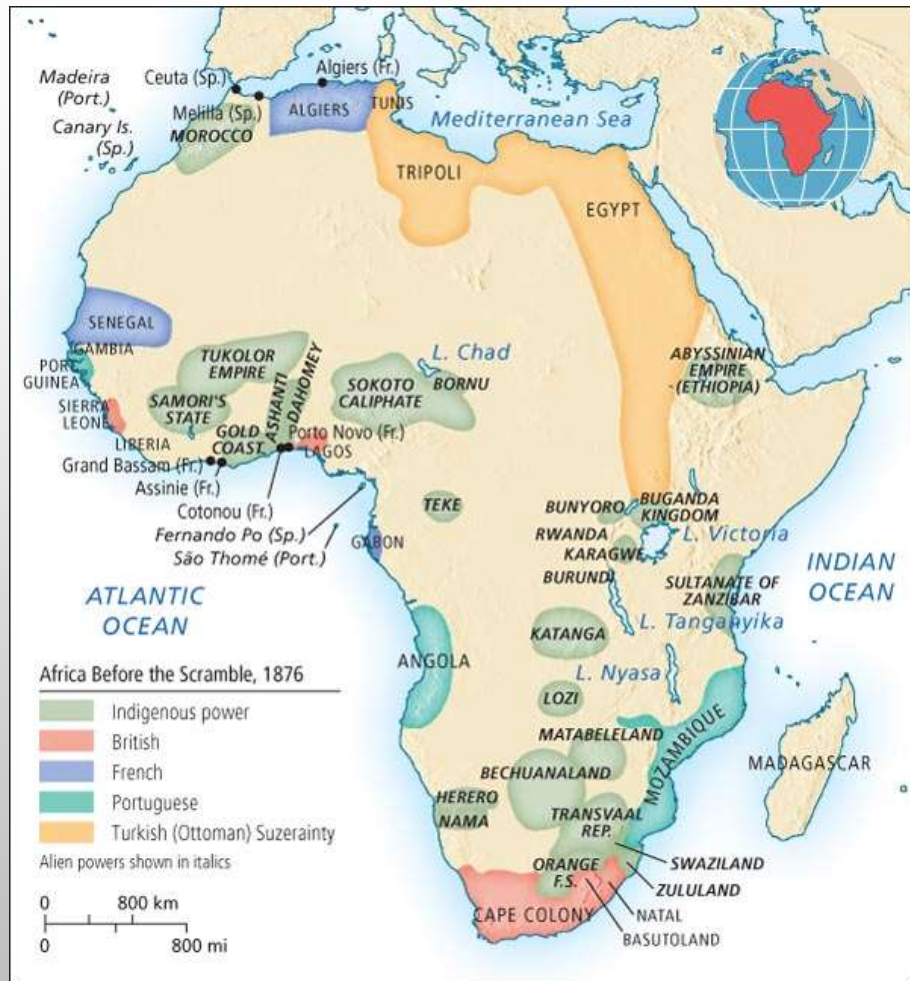 Madeira
(Port.)
Ceuta (Sp.)
Algiers (Fr.)
Melilla (Sp.)
ALGIERS
TUNIS
Canary Is.
(Sp.)
MOROCCO
Mediterranean Sea
TRIPOLI
EGYPT
SENEGAL
GAMBIA
PORT.
GUINEA
TUKOLOR
EMPIRE
L. Chad
ABYSSINIAN
EMPIRE
(ETHIOPIA)
SAMORI'S
STATE
ASHANTI
DAHOMEY
SOKOTO
CALIPHATE
BORNU
SIERRA
LEONE
LIBERIA
GOLD
COAST
Porto Novo (Fr.)
LAGOS
Grand Bassam (Fr.)
Assinie (Fr.)
Cotonou (Fr.)
Fernando Po (Sp.)
São Thomé (Port.)
TEKE
GABON
BUNYORO
BUGANDA
KINGDOM
RWANDA
L. Victoria
KARAGWE
BURUNDI
SULTANATE OF
ZANZIBAR
INDIAN
OCEAN
ATLANTIC
OCEAN
L. Tanganyika
KATANGA
ANGOLA
L. Nyasa
LOZI
MATABELELAND
MOZAMBIQUE
MADAGASCAR
BECHUANALAND
HERERO
NAMA
TRANSVAAL
REP.
SWAZILAND
ORANGE
F.S.
ZULULAND
CAPE COLONY
NATAL
BASUTOLAND
Africa Before the Scramble, 1876
Indigenous power
British
French
Portuguese
Turkish (Ottoman) Suzerainty
Alien powers shown in italics
0 800 km
0 800 mi